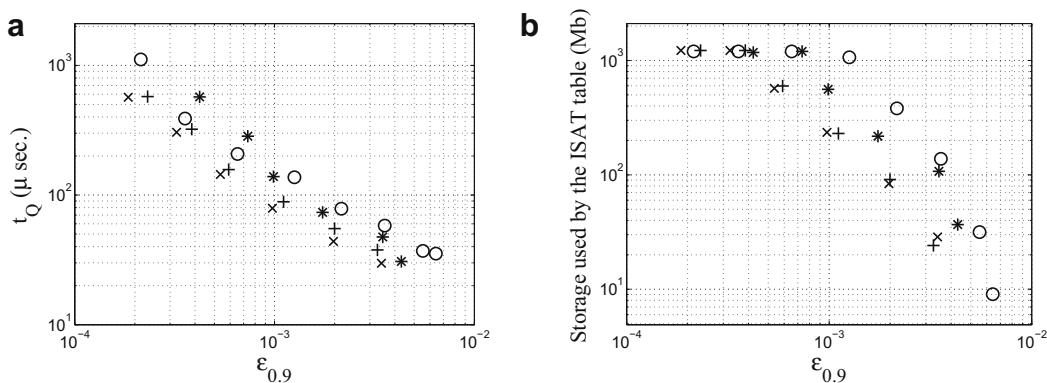 a
t_Q (μ sec.)
10^3
10^2
10^1
10^-4
10^-3
10^-2
ε_0.9
b
Storage used by the ISAT table (Mb)
10^3
10^2
10^1
10^-4
10^-3
10^-2
ε_0.9